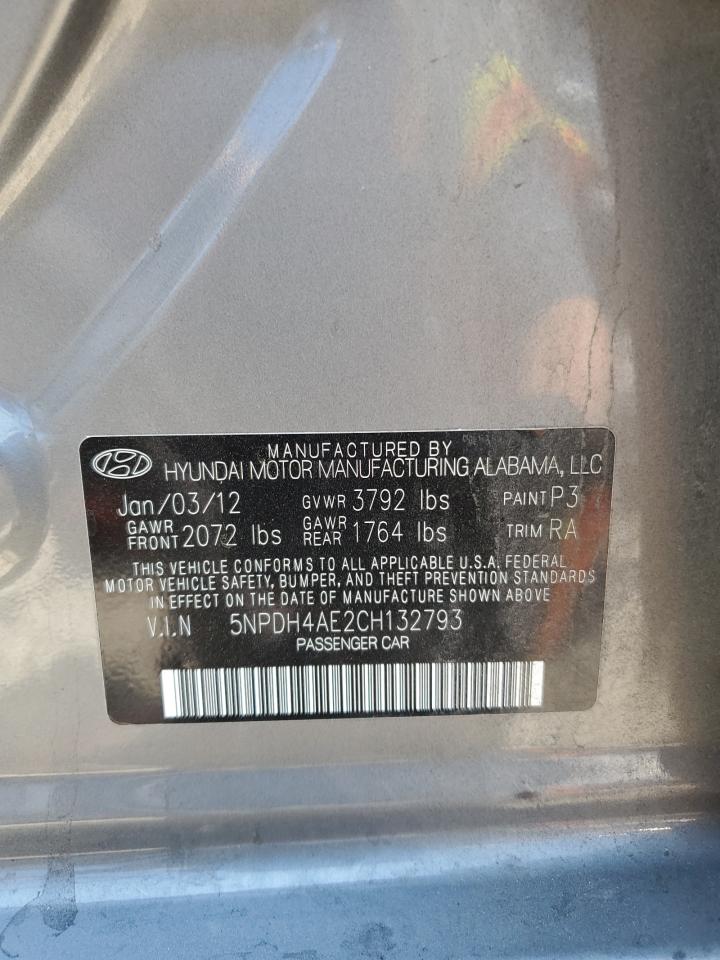 MANUFACTURED BY
HYUNDAI MOTOR MANUFACTURING ALABAMA, LLC
Jan/03/12 GVWR 3792 lbs PAINT P3
GAWR FRONT 2072 lbs GAWR REAR 1764 lbs TRIM RA
THIS VEHICLE CONFORMS TO ALL APPLICABLE U.S.A. FEDERAL
MOTOR VEHICLE SAFETY, BUMPER, AND THEFT PREVENTION STANDARDS
IN EFFECT ON THE DATE OF MANUFACTURE SHOWN ABOVE
V.I.N 5NPDH4AE2CH132793
PASSENGER CAR